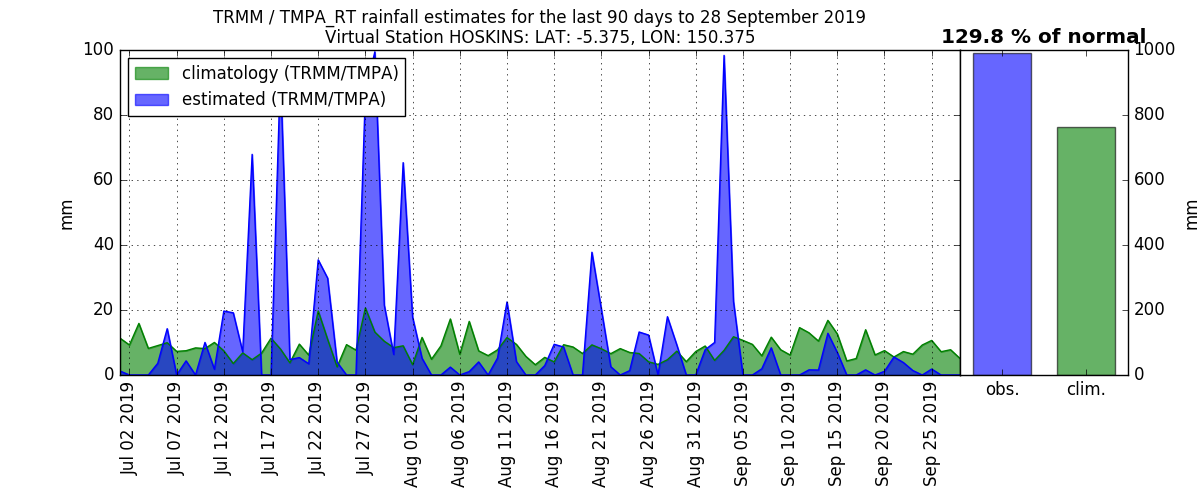 TRMM / TMPA_RT rainfall estimates for the last 90 days to 28 September 2019
Virtual Station HOSKINS: LAT: -5.375, LON: 150.375
129.8 % of normal
climatology (TRMM/TMPA)
estimated (TRMM/TMPA)
100
80
60
40
20
0
mm
Jul 02 2019
Jul 07 2019
Jul 12 2019
Jul 17 2019
Jul 22 2019
Jul 27 2019
Aug 01 2019
Aug 06 2019
Aug 11 2019
Aug 16 2019
Aug 21 2019
Aug 26 2019
Aug 31 2019
Sep 05 2019
Sep 10 2019
Sep 15 2019
Sep 20 2019
Sep 25 2019
obs.
clim.
1000
800
600
400
200
0
mm